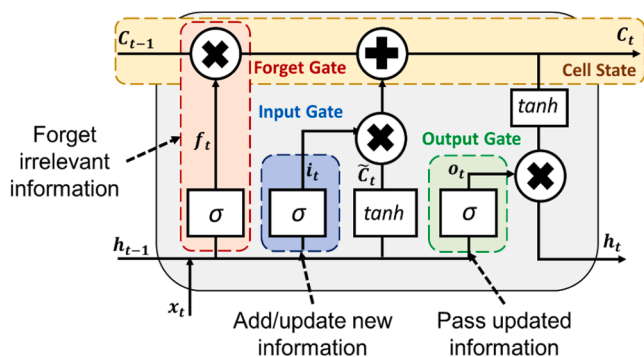 C_{t-1}
C_t
Forget Gate
Cell State
tanh
Input Gate
Output Gate
Forget
irrelevant
information
f_t
i_t
C̃_t
o_t
σ
σ
tanh
σ
h_{t-1}
h_t
x_t
Add/update new
information
Pass updated
information